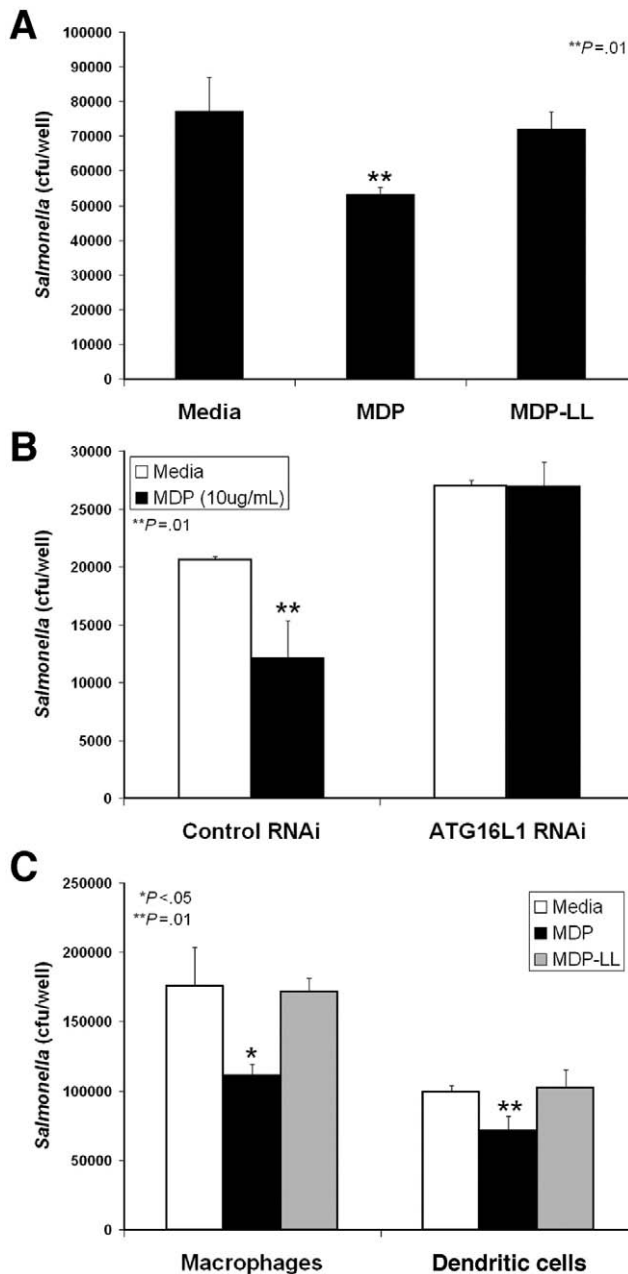 A
**P=.01
100000
90000
80000
70000
60000
50000
40000
30000
20000
10000
0
Salmonella (cfu/well)
**
Media MDP MDP-LL
B
Media
MDP (10ug/mL)
**P=.01
30000
25000
20000
15000
10000
5000
0
Salmonella (cfu/well)
**
Control RNAi ATG16L1 RNAi
C
*P<.05
**P=.01
Media
MDP
MDP-LL
250000
200000
150000
100000
50000
0
Salmonella (cfu/well)
*
**
Macrophages Dendritic cells